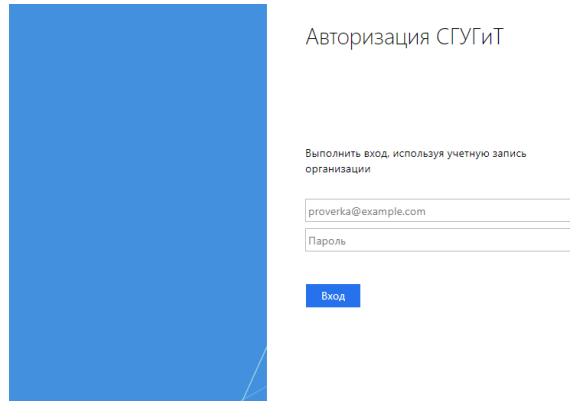 Авторизация СГУГиТ
Выполнить вход, используя учетную запись
организации
proverka@example.com
Пароль
Вход